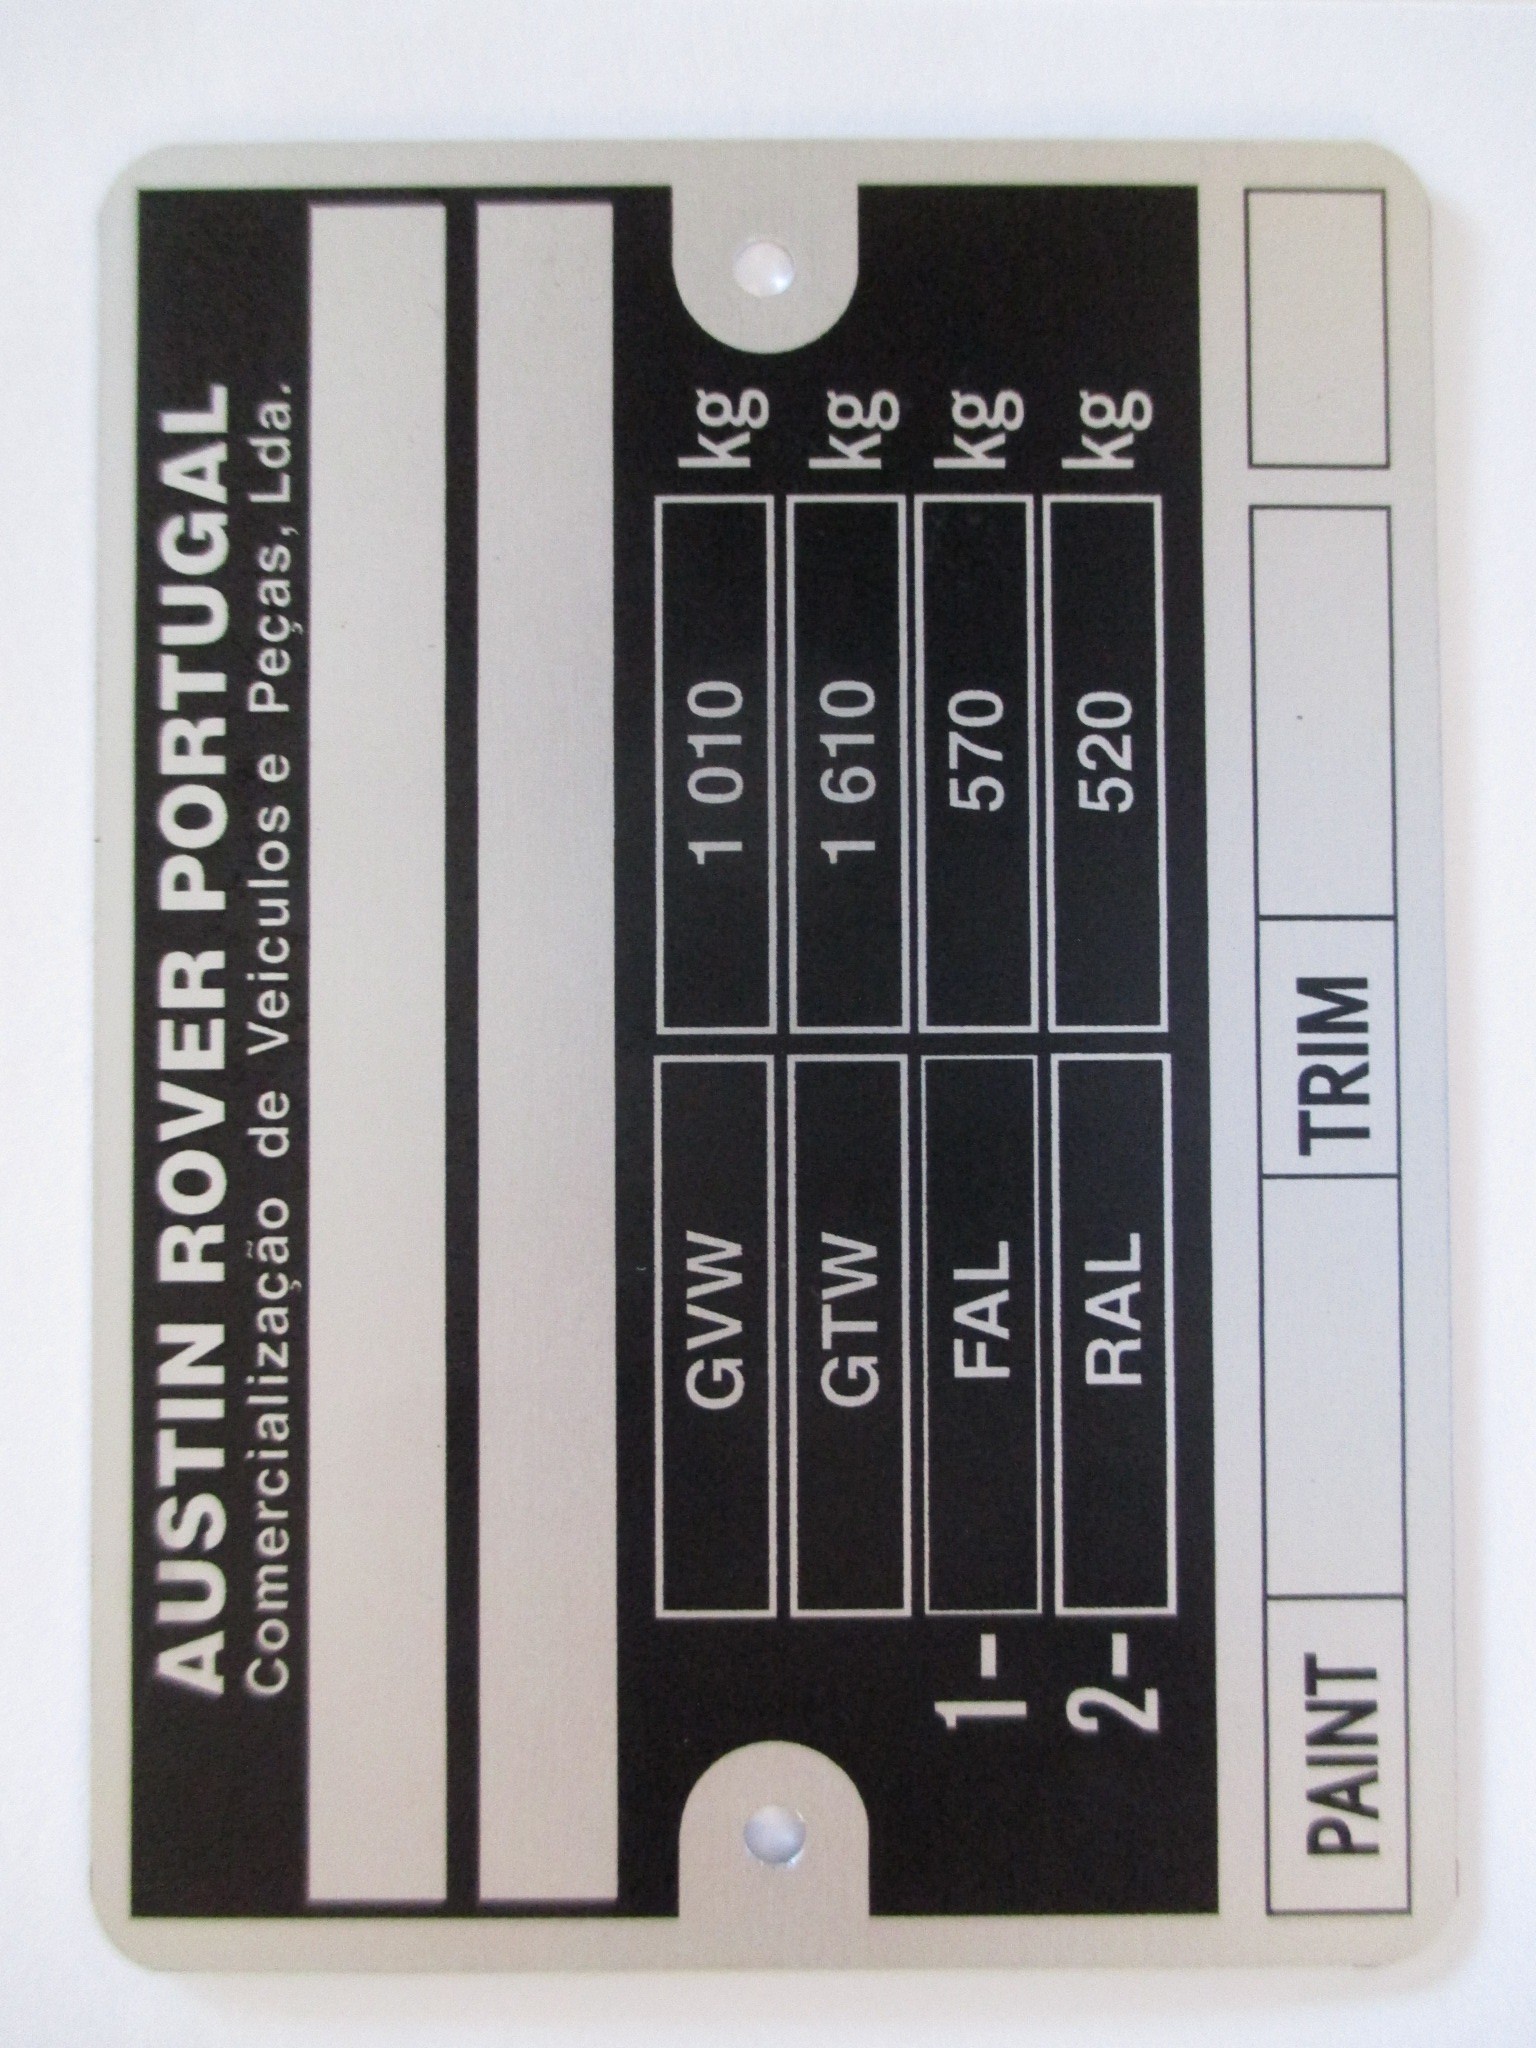 AUSTIN ROVER PORTUGAL
Comercialização de Veiculos e Peças, Lda.
GVW 1 010 kg
GTW 1 610 kg
1- FAL 570 kg
2- RAL 520 kg
PAINT TRIM